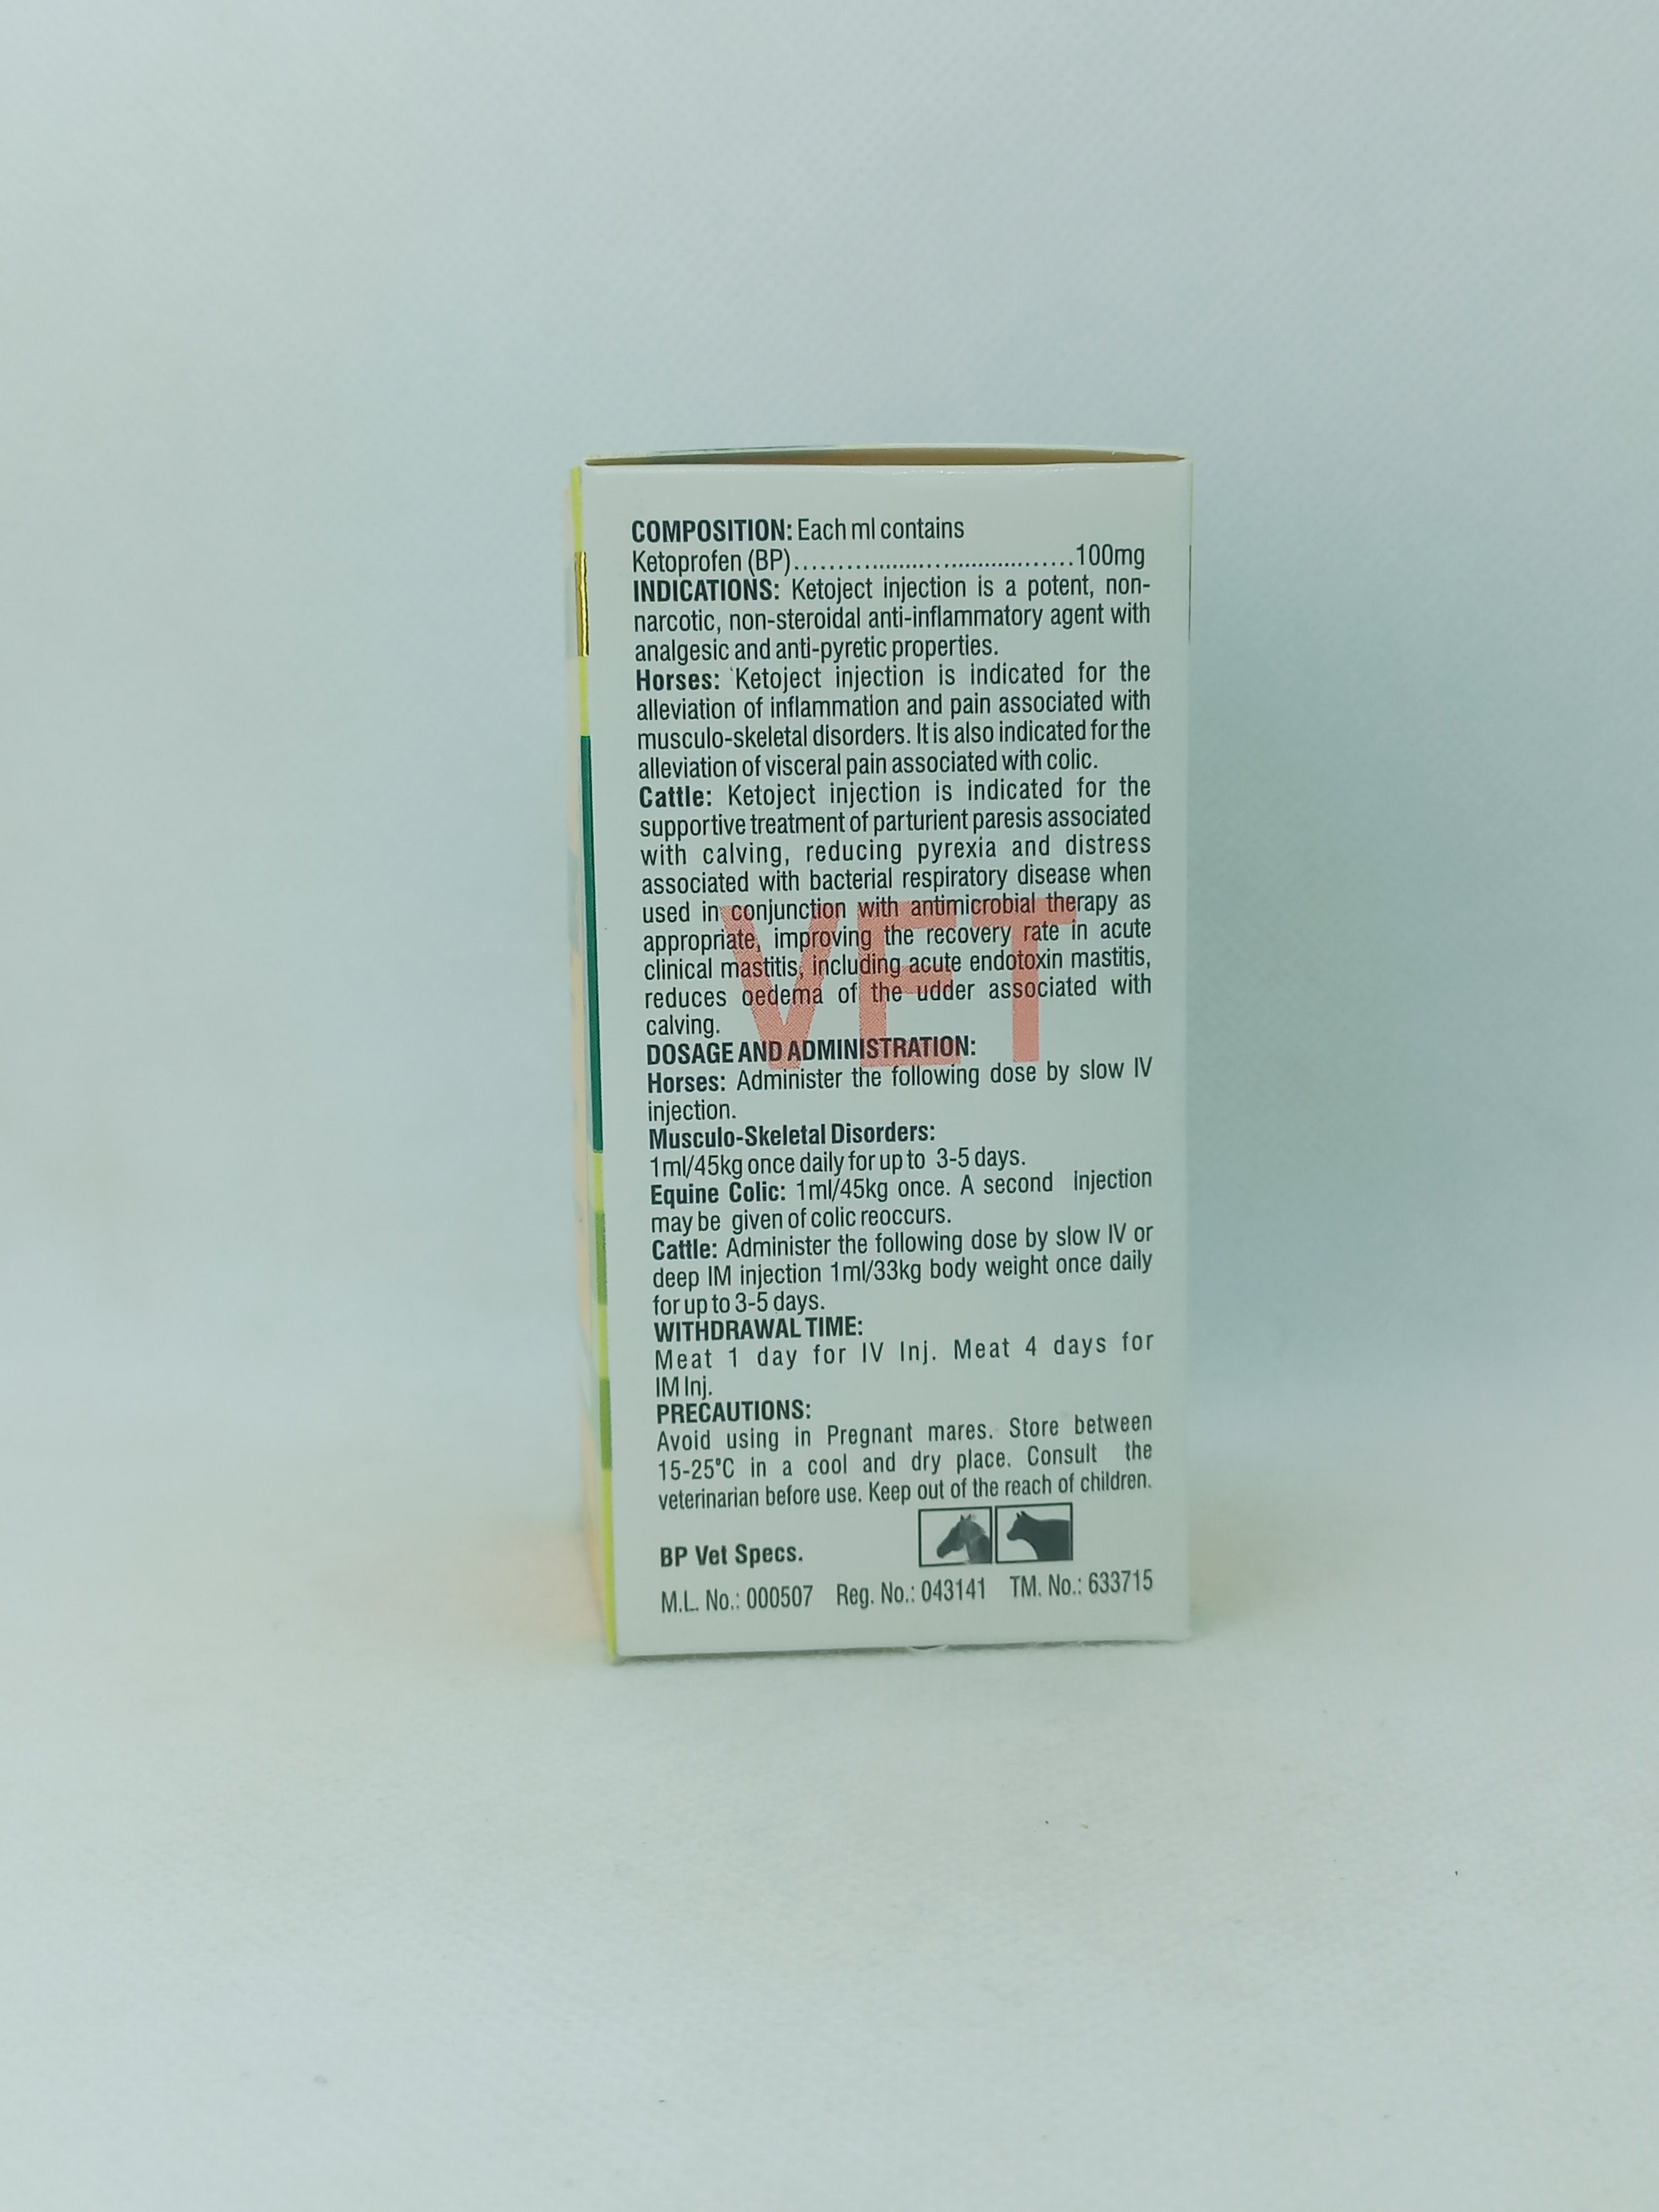 COMPOSITION: Each ml contains
Ketoprofen (BP)..................................100mg
INDICATIONS: Ketoject injection is a potent, non-
narcotic, non-steroidal anti-inflammatory agent with
analgesic and anti-pyretic properties.
Horses: 'Ketoject injection is indicated for the
alleviation of inflammation and pain associated with
musculo-skeletal disorders. It is also indicated for the
alleviation of visceral pain associated with colic.
Cattle: Ketoject injection is indicated for the
supportive treatment of parturient paresis associated
with calving, reducing pyrexia and distress
associated with bacterial respiratory disease when
used in conjunction with antimicrobial therapy as
appropriate, improving the recovery rate in acute
clinical mastitis, including acute endotoxin mastitis,
reduces oedema of the udder associated with
calving.
VET
DOSAGE AND ADMINISTRATION:
Horses: Administer the following dose by slow IV
injection.
Musculo-Skeletal Disorders:
1ml/45kg once daily for up to 3-5 days.
Equine Colic: 1ml/45kg once. A second injection
may be given of colic reoccurs.
Cattle: Administer the following dose by slow IV or
deep IM injection 1ml/33kg body weight once daily
for up to 3-5 days.
WITHDRAWAL TIME:
Meat 1 day for IV Inj. Meat 4 days for
IM Inj.
PRECAUTIONS:
Avoid using in Pregnant mares. Store between
15-25°C in a cool and dry place. Consult the
veterinarian before use. Keep out of the reach of children.
BP Vet Specs.
M.L. No.: 000507 Reg. No.: 043141 TM. No.: 633715